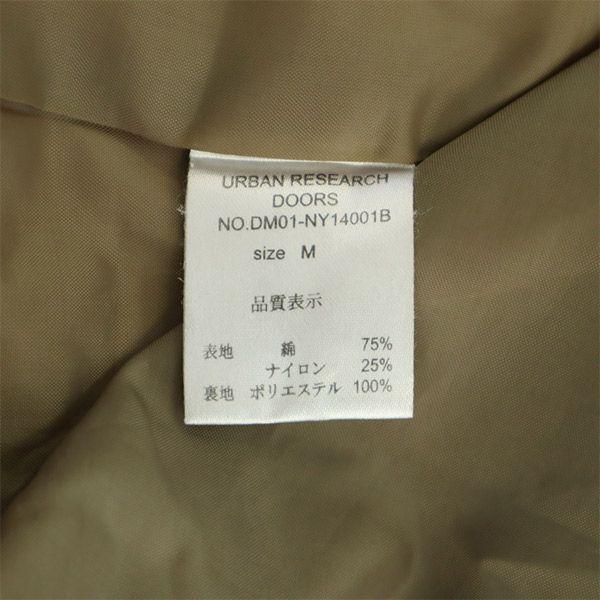 URBAN RESEARCH
DOORS
NO.DM01-NY14001B
size M
品質表示
表地 綿 75%
ナイロン 25%
裏地 ポリエステル 100%